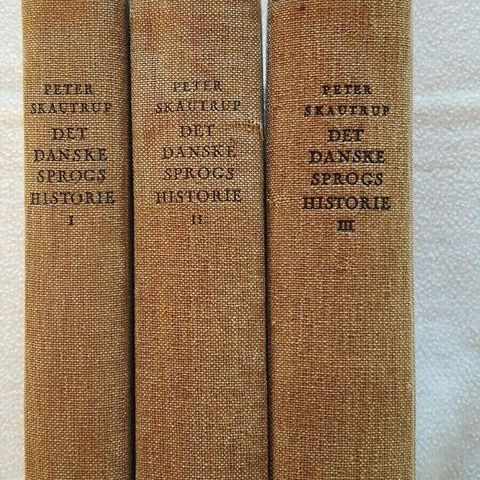 PETER
SKAUTRUP
DET
DANSKE
SPROGS
HISTORIE
I
PETER
SKAUTRUP
DET
DANSKE
SPROGS
HISTORIE
II
PETER
SKAUTRUP
DET
DANSKE
SPROGS
HISTORIE
III